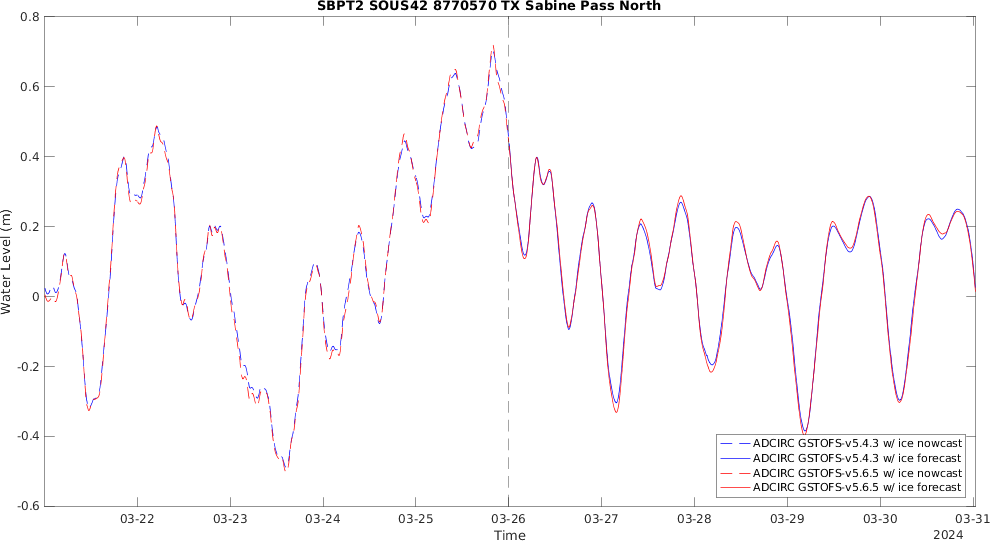 SBPT2 SOUS42 8770570 TX Sabine Pass North
0.8
0.6
0.4
0.2
0
-0.2
-0.4
-0.6
Water Level (m)
03-22
03-23
03-24
03-25
03-26
03-27
03-28
03-29
03-30
03-31
Time
2024
ADCIRC GSTOFS-v5.4.3 w/ ice nowcast
ADCIRC GSTOFS-v5.4.3 w/ ice forecast
ADCIRC GSTOFS-v5.6.5 w/ ice nowcast
ADCIRC GSTOFS-v5.6.5 w/ ice forecast